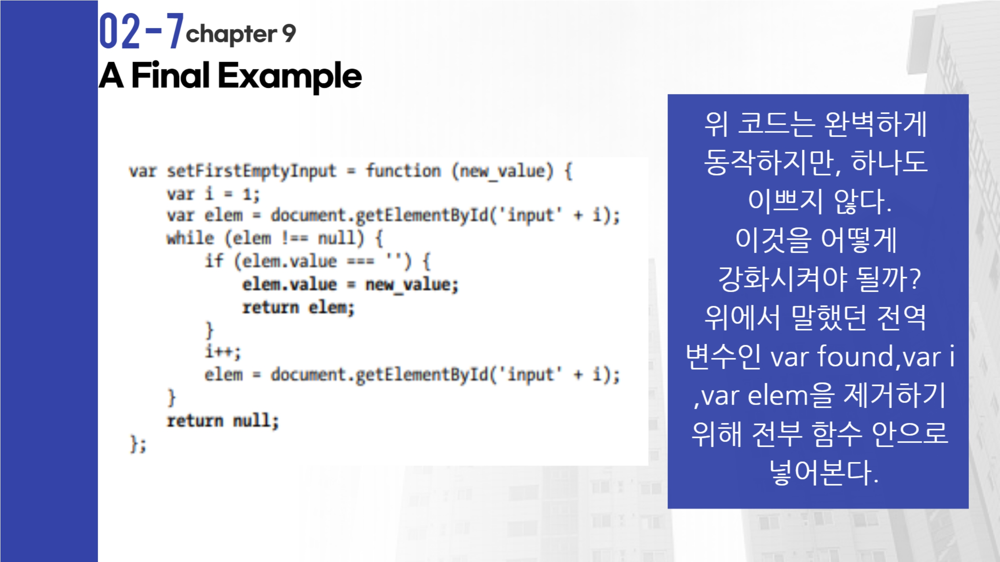 02-7 chapter 9
A Final Example
var setFirstEmptyInput = function (new_value) {
    var i = 1;
    var elem = document.getElementById('input' + i);
    while (elem !== null) {
        if (elem.value === '') {
            elem.value = new_value;
            return elem;
        }
        i++;
        elem = document.getElementById('input' + i);
    }
    return null;
};
위 코드는 완벽하게
동작하지만, 하나도
이쁘지 않다.
이것을 어떻게
강화시켜야 될까?
위에서 말했던 전역
변수인 var found,var i
,var elem을 제거하기
위해 전부 함수 안으로
넣어본다.